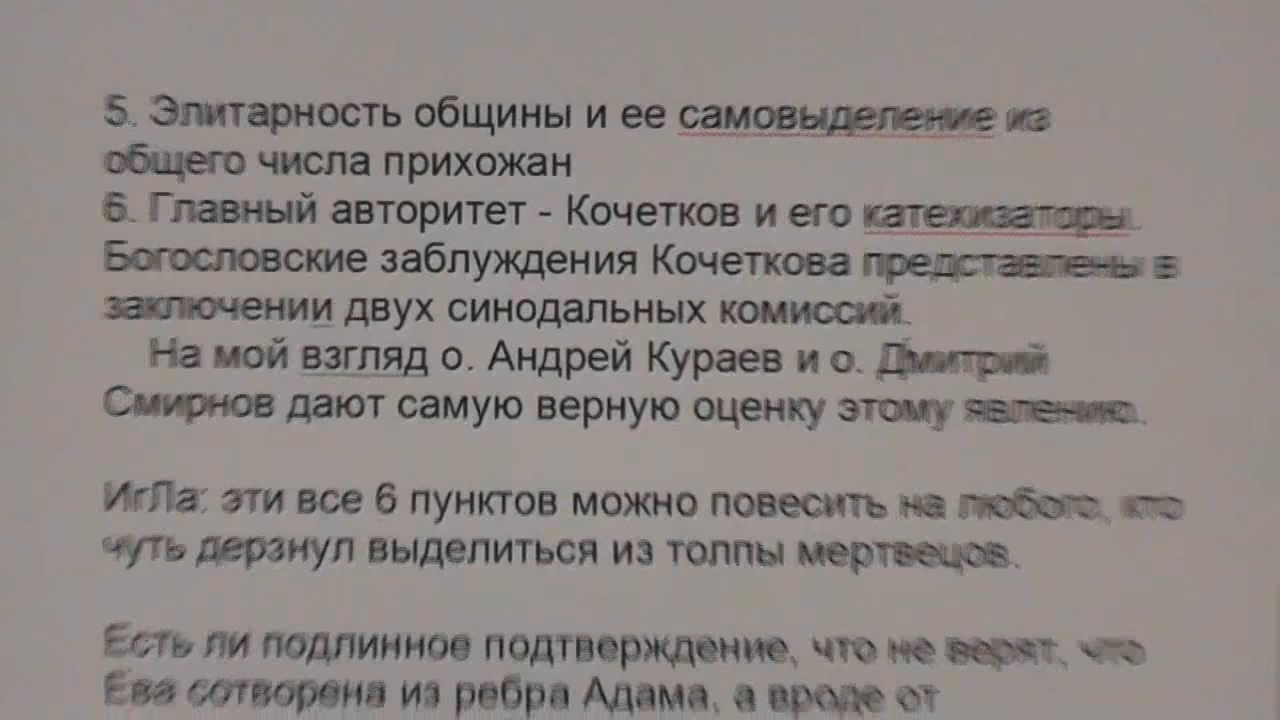 5. Элитарность общины и ее самовыделение из
общего числа прихожан
6. Главный авторитет - Кочетков и его катехизаторы.
Богословские заблуждения Кочеткова представлены в
заключении двух синодальных комиссий.
На мой взгляд о. Андрей Кураев и о. Дмитрий
Смирнов дают самую верную оценку этому явлению.
ИгЛа: эти все 6 пунктов можно повесить на любого, кто
чуть дерзнул выделиться из толпы мертвецов.
Есть ли подлинное подтверждение, что не верят, что
Ева сотворена из ребра Адама, а вроде от